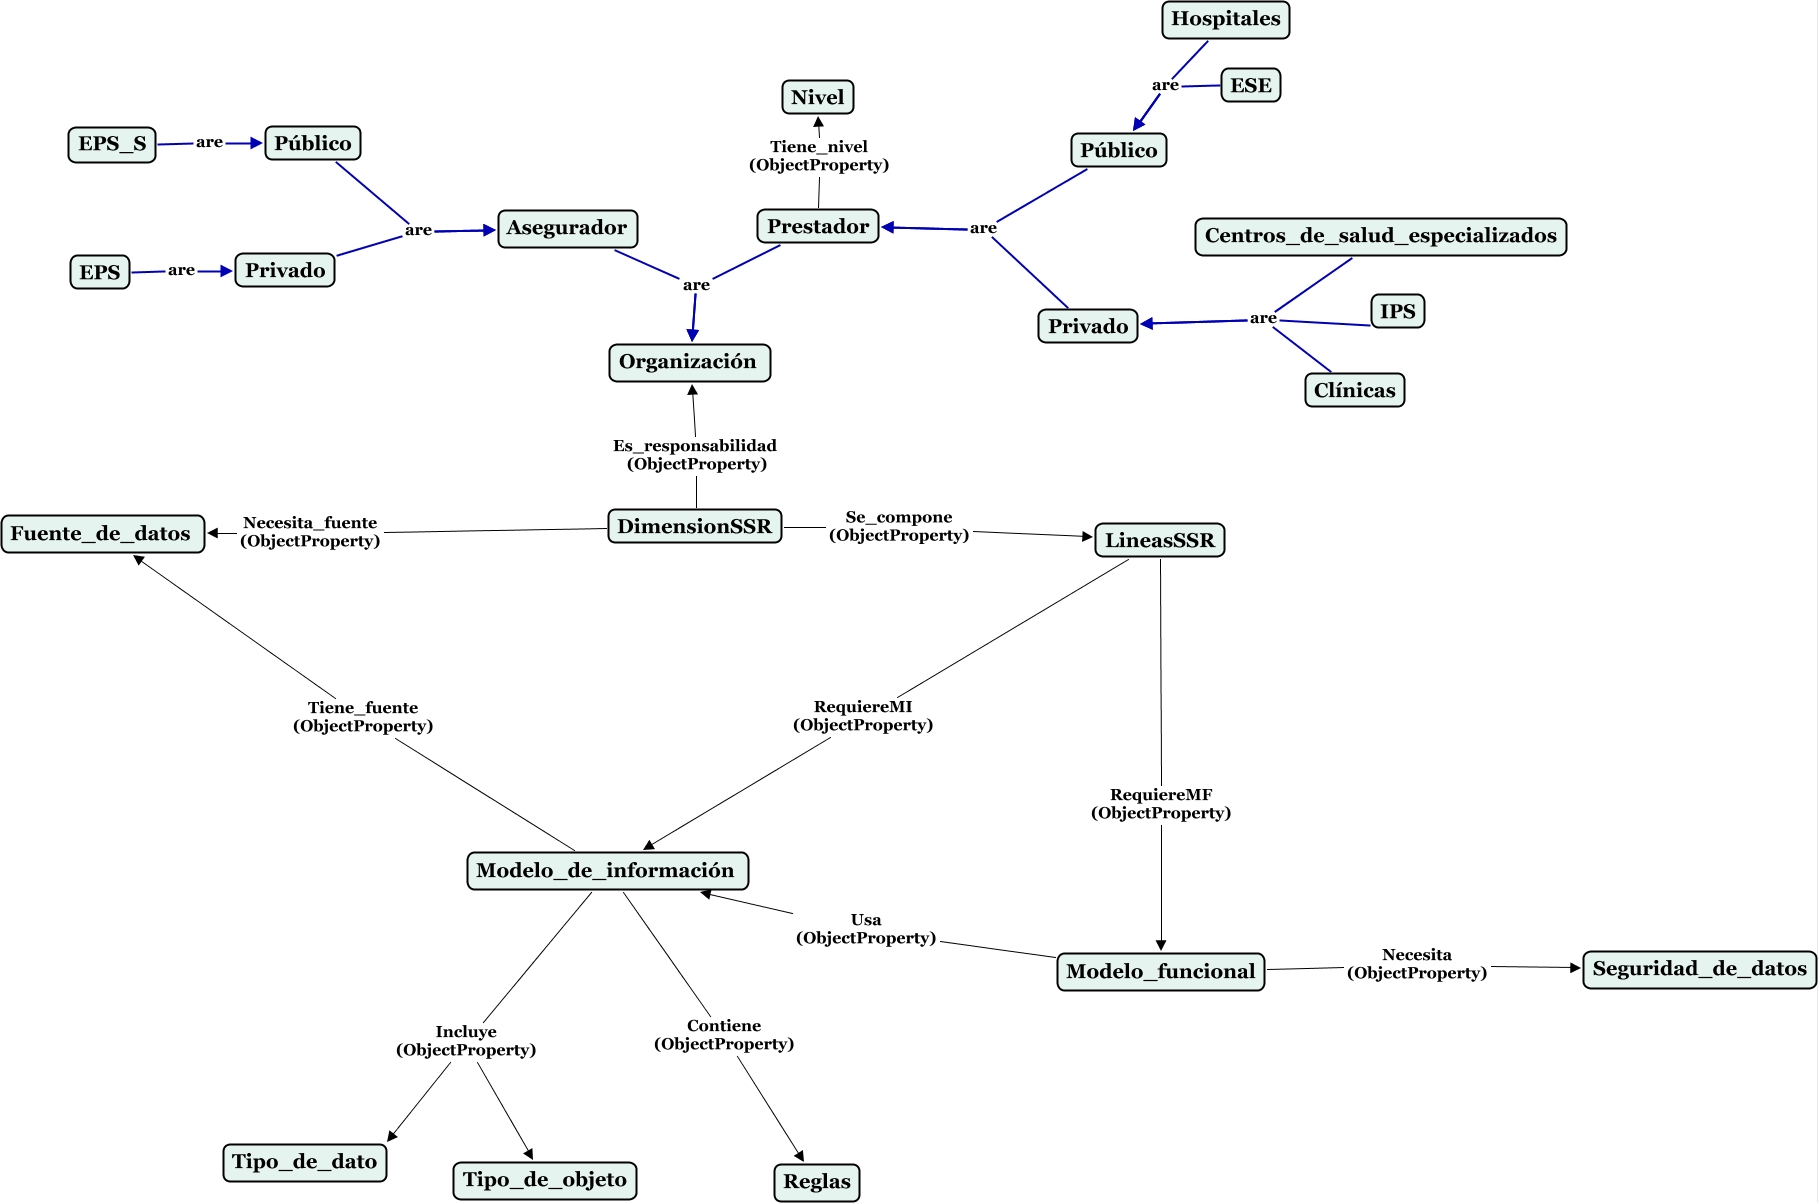 Hospitales
are
ESE
Nivel
EPS_S
are
Público
Tiene_nivel
(ObjectProperty)
Público
Asegurador
are
Prestador
are
Centros_de_salud_especializados
EPS
are
Privado
are
Privado
are
IPS
Organización
Clínicas
Es_responsabilidad
(ObjectProperty)
Fuente_de_datos
Necesita_fuente
(ObjectProperty)
DimensionSSR
Se_compone
(ObjectProperty)
LineasSSR
Tiene_fuente
(ObjectProperty)
RequiereMI
(ObjectProperty)
RequiereMF
(ObjectProperty)
Modelo_de_información
Usa
(ObjectProperty)
Modelo_funcional
Necesita
(ObjectProperty)
Seguridad_de_datos
Incluye
(ObjectProperty)
Contiene
(ObjectProperty)
Tipo_de_dato
Tipo_de_objeto
Reglas